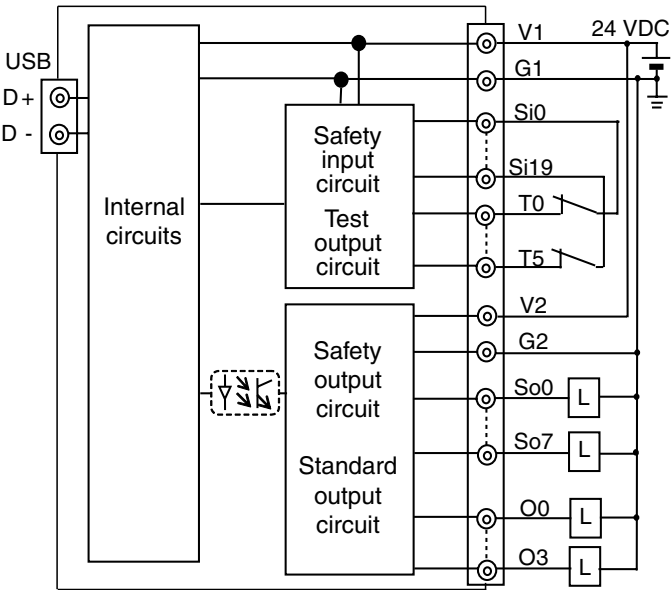 V1
24 VDC
USB
G1
D+
Si0
D -
Safety
input
circuit
Si19
Internal
circuits
T0
Test
output
circuit
T5
V2
G2
Safety
output
circuit
So0
L
So7
L
Standard
output
circuit
O0
L
O3
L